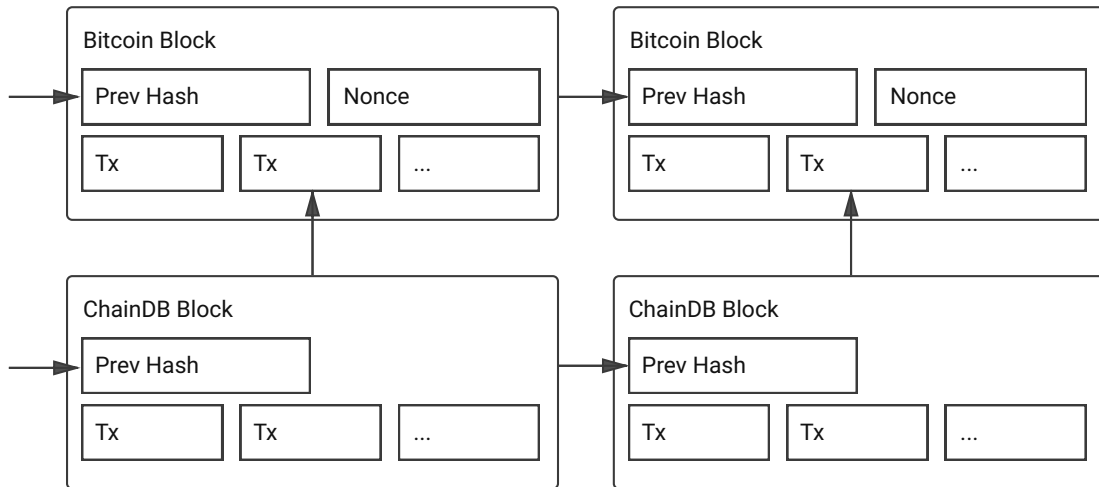 Bitcoin Block
Prev Hash Nonce
Tx Tx ...
Bitcoin Block
Prev Hash Nonce
Tx Tx ...
ChainDB Block
Prev Hash
Tx Tx ...
ChainDB Block
Prev Hash
Tx Tx ...